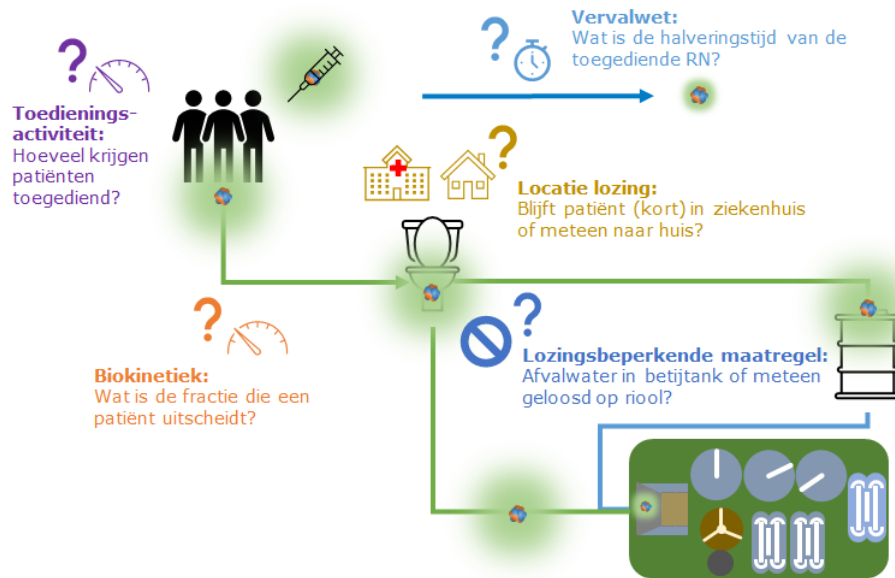 ?
Toedienings-
activiteit:
Hoeveel krijgen
patiënten
toegediend?
?
Vervalwet:
Wat is de halveringstijd van de
toegediende RN?
?
Locatie lozing:
Blijft patiënt (kort) in ziekenhuis
of meteen naar huis?
?
Biokinetiek:
Wat is de fractie die een
patiënt uitscheidt?
?
Lozingsbeperkende maatregel:
Afvalwater in betijtank of meteen
geloosd op riool?